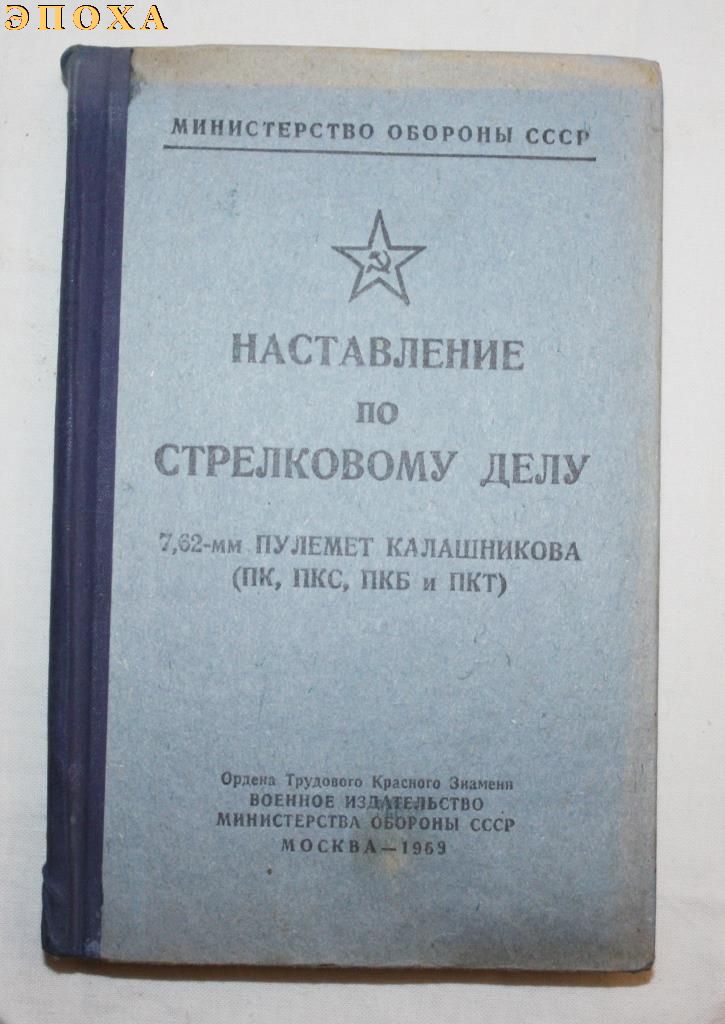 ЭПОХА
МИНИСТЕРСТВО ОБОРОНЫ СССР
НАСТАВЛЕНИЕ
ПО
СТРЕЛКОВОМУ ДЕЛУ
7,62-мм ПУЛЕМЕТ КАЛАШНИКОВА
(ПК, ПКС, ПКБ и ПКТ)
Ордена Трудового Красного Знамени
ВОЕННОЕ ИЗДАТЕЛЬСТВО
МИНИСТЕРСТВА ОБОРОНЫ СССР
МОСКВА—1969